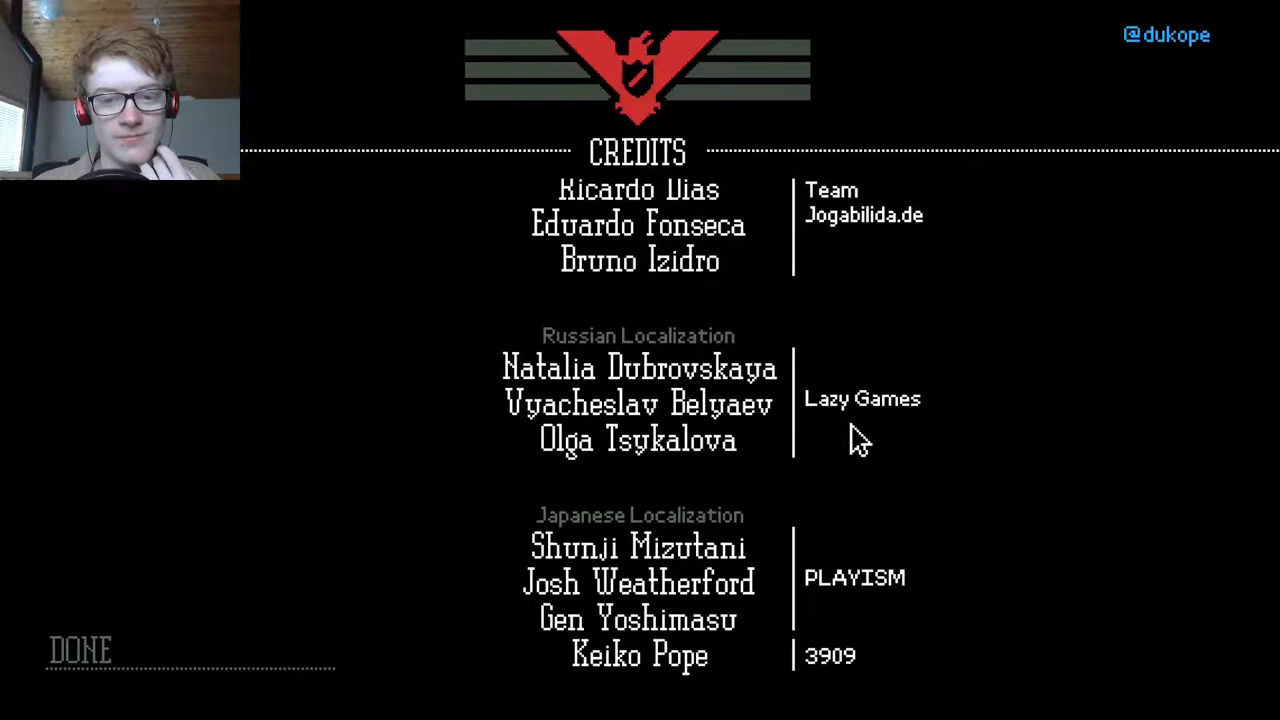 @dukope
CREDITS
Ricardo Dias
Team
Jogabilida.de
Eduardo Fonseca
Bruno Izidro
Russian Localization
Natalia Dubrovskaya
Vyacheslav Belyaev
Lazy Games
Olga Tsykalova
Japanese Localization
Shunji Mizutani
Josh Weatherford
PLAYISM
Gen Yoshimasu
Keiko Pope
3909
DONE